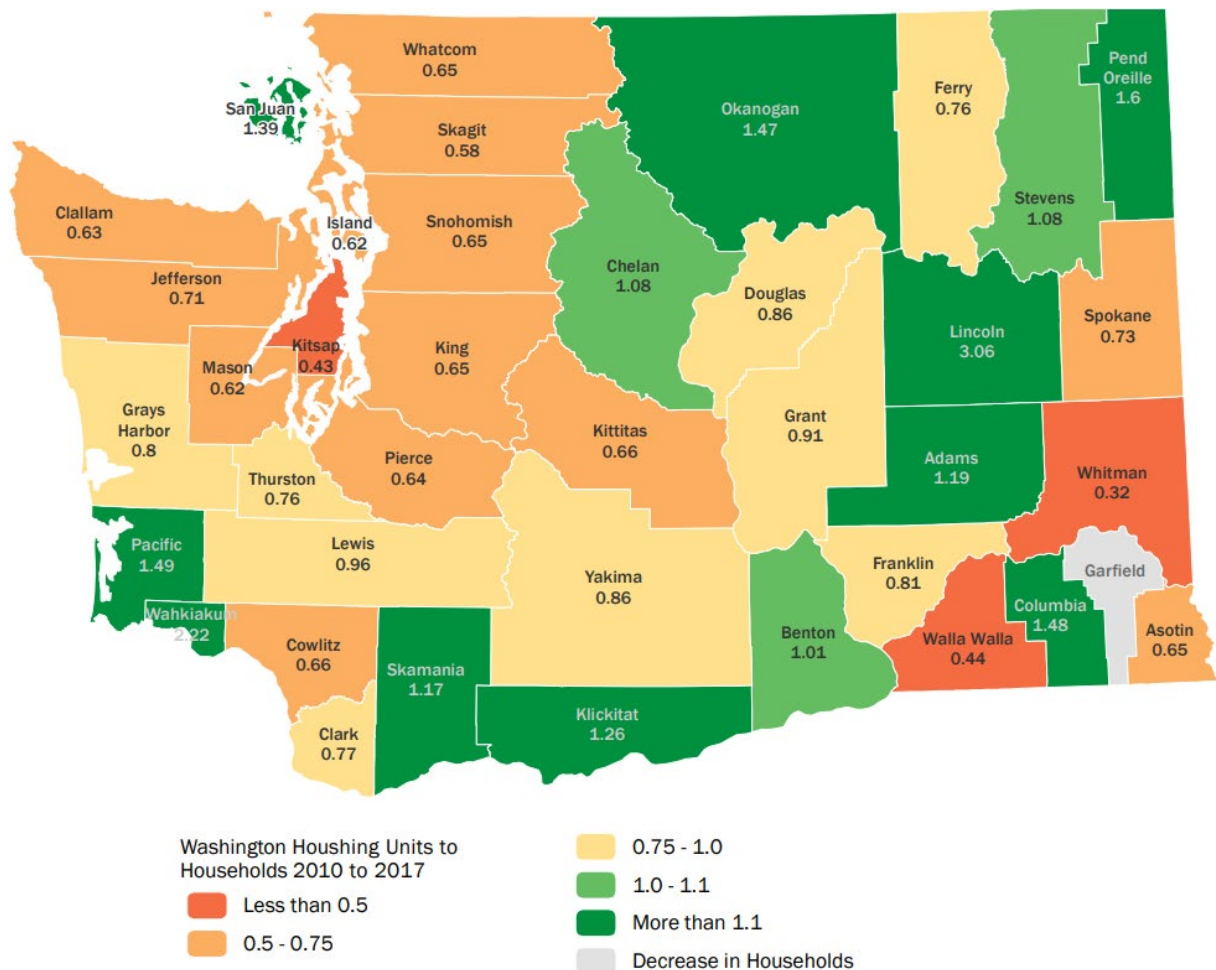 Whatcom
0.65
San Juan
1.39
Skagit
0.58
Okanogan
1.47
Ferry
0.76
Pend
Oreille
1.6
Stevens
1.08
Clallam
0.63
Island
0.62
Snohomish
0.65
Chelan
1.08
Jefferson
0.71
Douglas
0.86
Lincoln
3.06
Spokane
0.73
Kitsap
0.43
King
0.65
Mason
0.62
Grays
Harbor
0.8
Kittitas
0.66
Grant
0.91
Adams
1.19
Whitman
0.32
Thurston
0.76
Pierce
0.64
Pacific
1.49
Lewis
0.96
Yakima
0.86
Franklin
0.81
Garfield
Wahkiakum
2.22
Cowlitz
0.66
Skamania
1.17
Benton
1.01
Walla Walla
0.44
Columbia
1.48
Asotin
0.65
Clark
0.77
Klickitat
1.26
Washington Houshing Units to
Households 2010 to 2017
Less than 0.5
0.5 - 0.75
0.75 - 1.0
1.0 - 1.1
More than 1.1
Decrease in Households